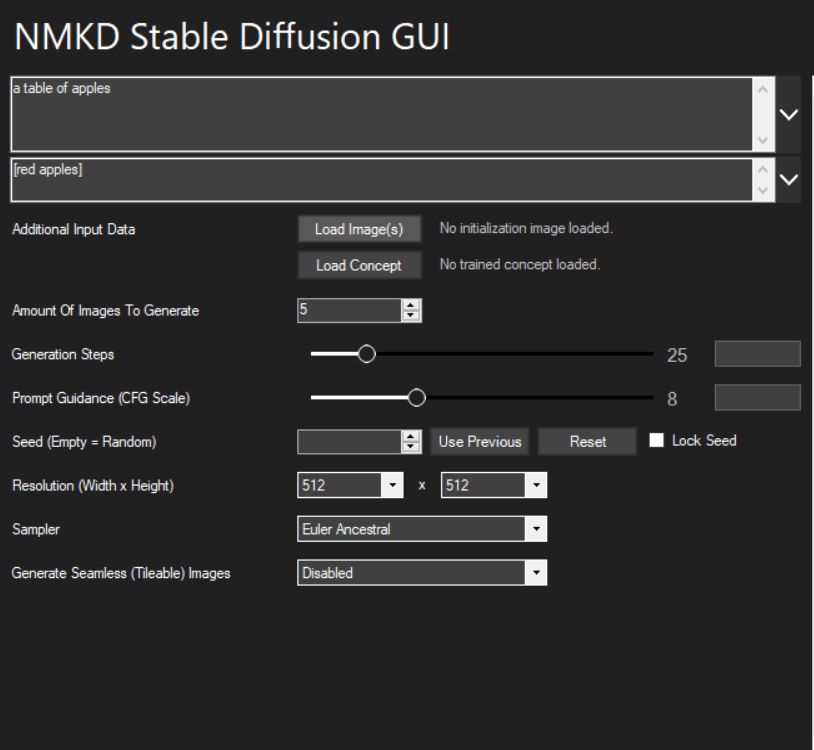 NMKD Stable Diffusion GUI
a table of apples
[red apples]
Additional Input Data Load Image(s) No initialization image loaded.
Load Concept No trained concept loaded.
Amount Of Images To Generate 5
Generation Steps 25
Prompt Guidance (CFG Scale) 8
Seed (Empty = Random) Use Previous Reset Lock Seed
Resolution (Width x Height) 512 x 512
Sampler Euler Ancestral
Generate Seamless (Tileable) Images Disabled